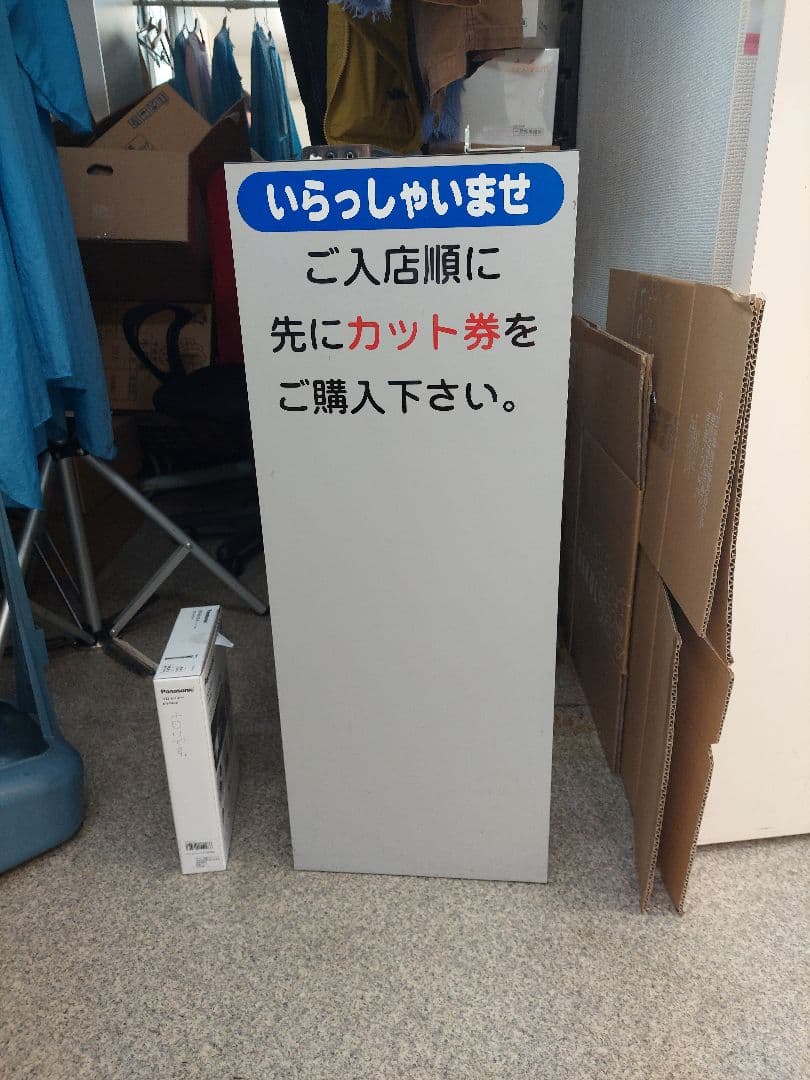 いらっしゃいませ
ご入店順に
先にカット券を
ご購入下さい。
Panasonic
Panasonic